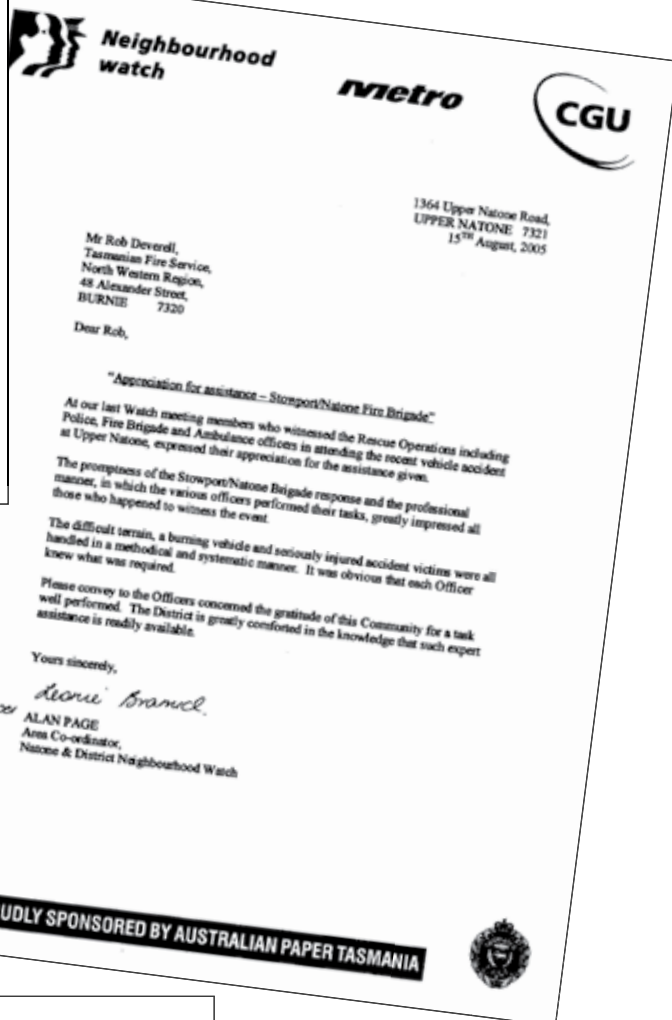 Neighbourhood
watch
metro
CGU
1364 Upper Natone Road,
UPPER NATONE 7321
15TH August, 2005
Mr Rob Deverell,
Tasmanian Fire Service,
North Western Region,
48 Alexander Street,
BURNIE 7320
Dear Rob,
"Appreciation for assistance – Stowport/Natone Fire Brigade"
At our last Watch meeting members who witnessed the Rescue Operations including
Police, Fire Brigade and Ambulance officers in attending the recent vehicle accident
at Upper Natone, expressed their appreciation for the assistance given.
The promptness of the Stowport/Natone Brigade response and the professional
manner, in which the various officers performed their tasks, greatly impressed all
those who happened to witness the event.
The difficult terrain, a burning vehicle and seriously injured accident victims were all
handled in a methodical and systematic manner. It was obvious that each Officer
knew what was required.
Please convey to the Officers concerned the gratitude of this Community for a task
well performed. The District is greatly comforted in the knowledge that such expert
assistance is readily available.
Yours sincerely,
Leonie
ALAN PAGE
Area Co-ordinator,
Natone & District Neighbourhood Watch
UDLY SPONSORED BY AUSTRALIAN PAPER TASMANIA